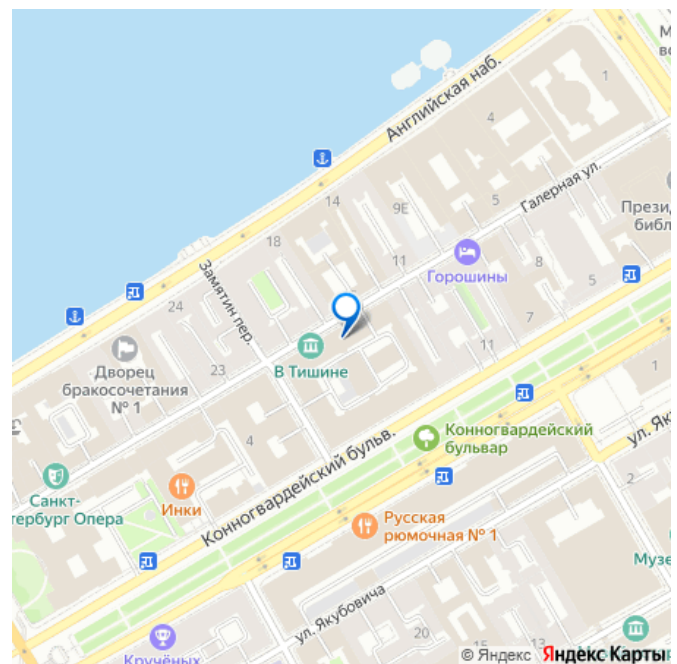 М
во
1
Английская наб.
4
Галерная ул.
14
9Е
5
Прези
библ
18
11
Горошины
8
5
Замятин пер.
24
7
Дворец
бракосочетания
№ 1
23
В Тишине
11
1
4
Конногвардейский
бульвар
ул. Як
Конногвардейский бульв.
2
Санкт-
тербург Опера
Инки
Русская
рюмочная № 1
Музе
ул. Якубовича
20
15
13
Кручёных
© Яндекс Яндекс Карты